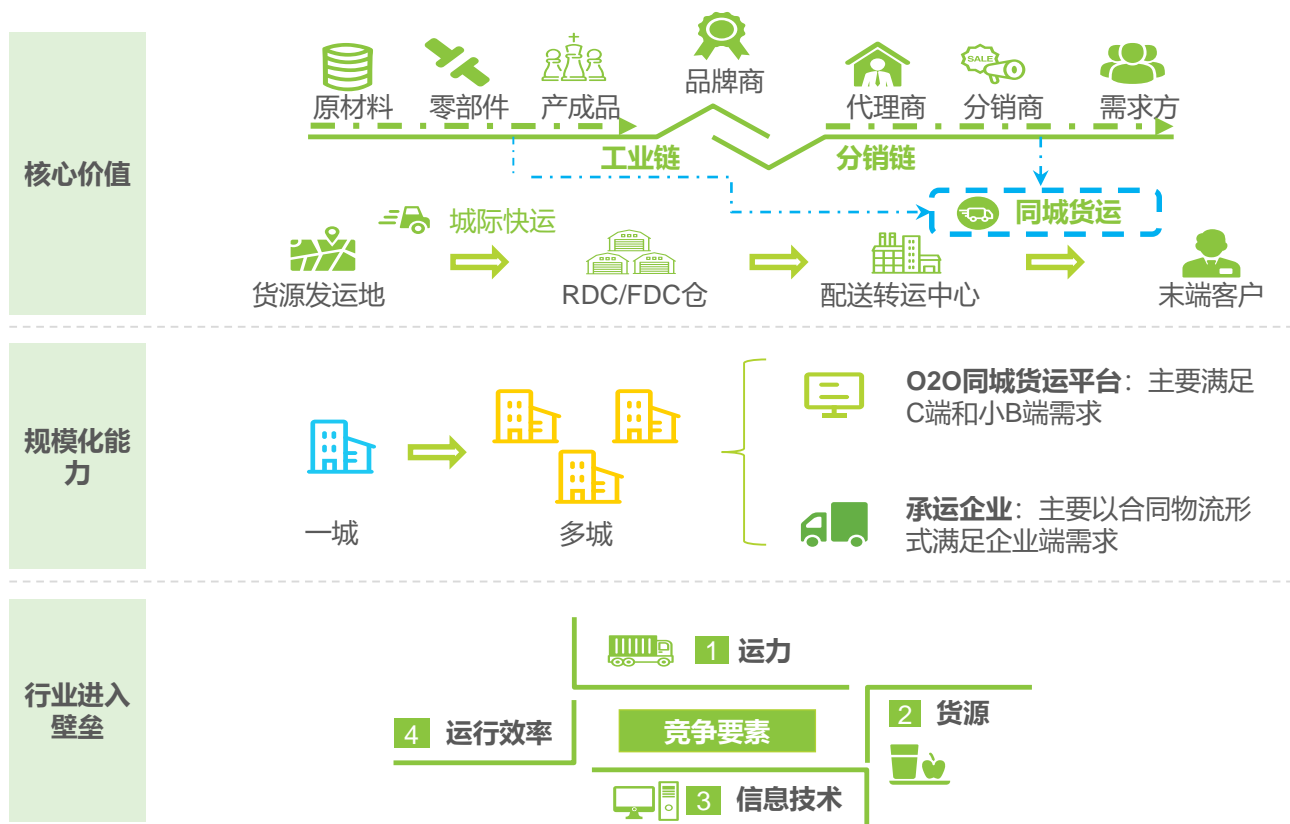 核心价值
原材料
零部件
产成品
品牌商
代理商
分销商
SALE
需求方
工业链
分销链
同城货运
城际快运
货源发运地
RDC/FDC仓
配送转运中心
末端客户
规模化能
力
一城
多城
O2O同城货运平台：主要满足
C端和小B端需求
承运企业：主要以合同物流形
式满足企业端需求
行业进入
壁垒
1 运力
2 货源
4 运行效率
竞争要素
3 信息技术